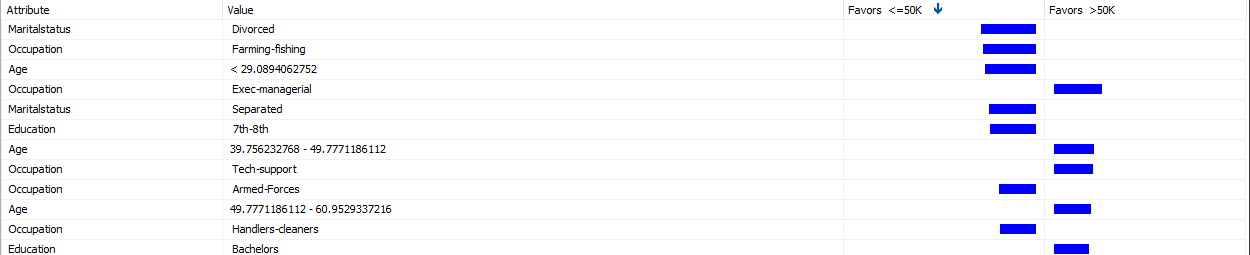 Attribute Value Favors <=50K Favors >50K
Maritalstatus Divorced
Occupation Farming-fishing
Age < 29.0894062752
Occupation Exec-managerial
Maritalstatus Separated
Education 7th-8th
Age 39.756232768 - 49.7771186112
Occupation Tech-support
Occupation Armed-Forces
Age 49.7771186112 - 60.9529337216
Occupation Handlers-cleaners
Education Bachelors